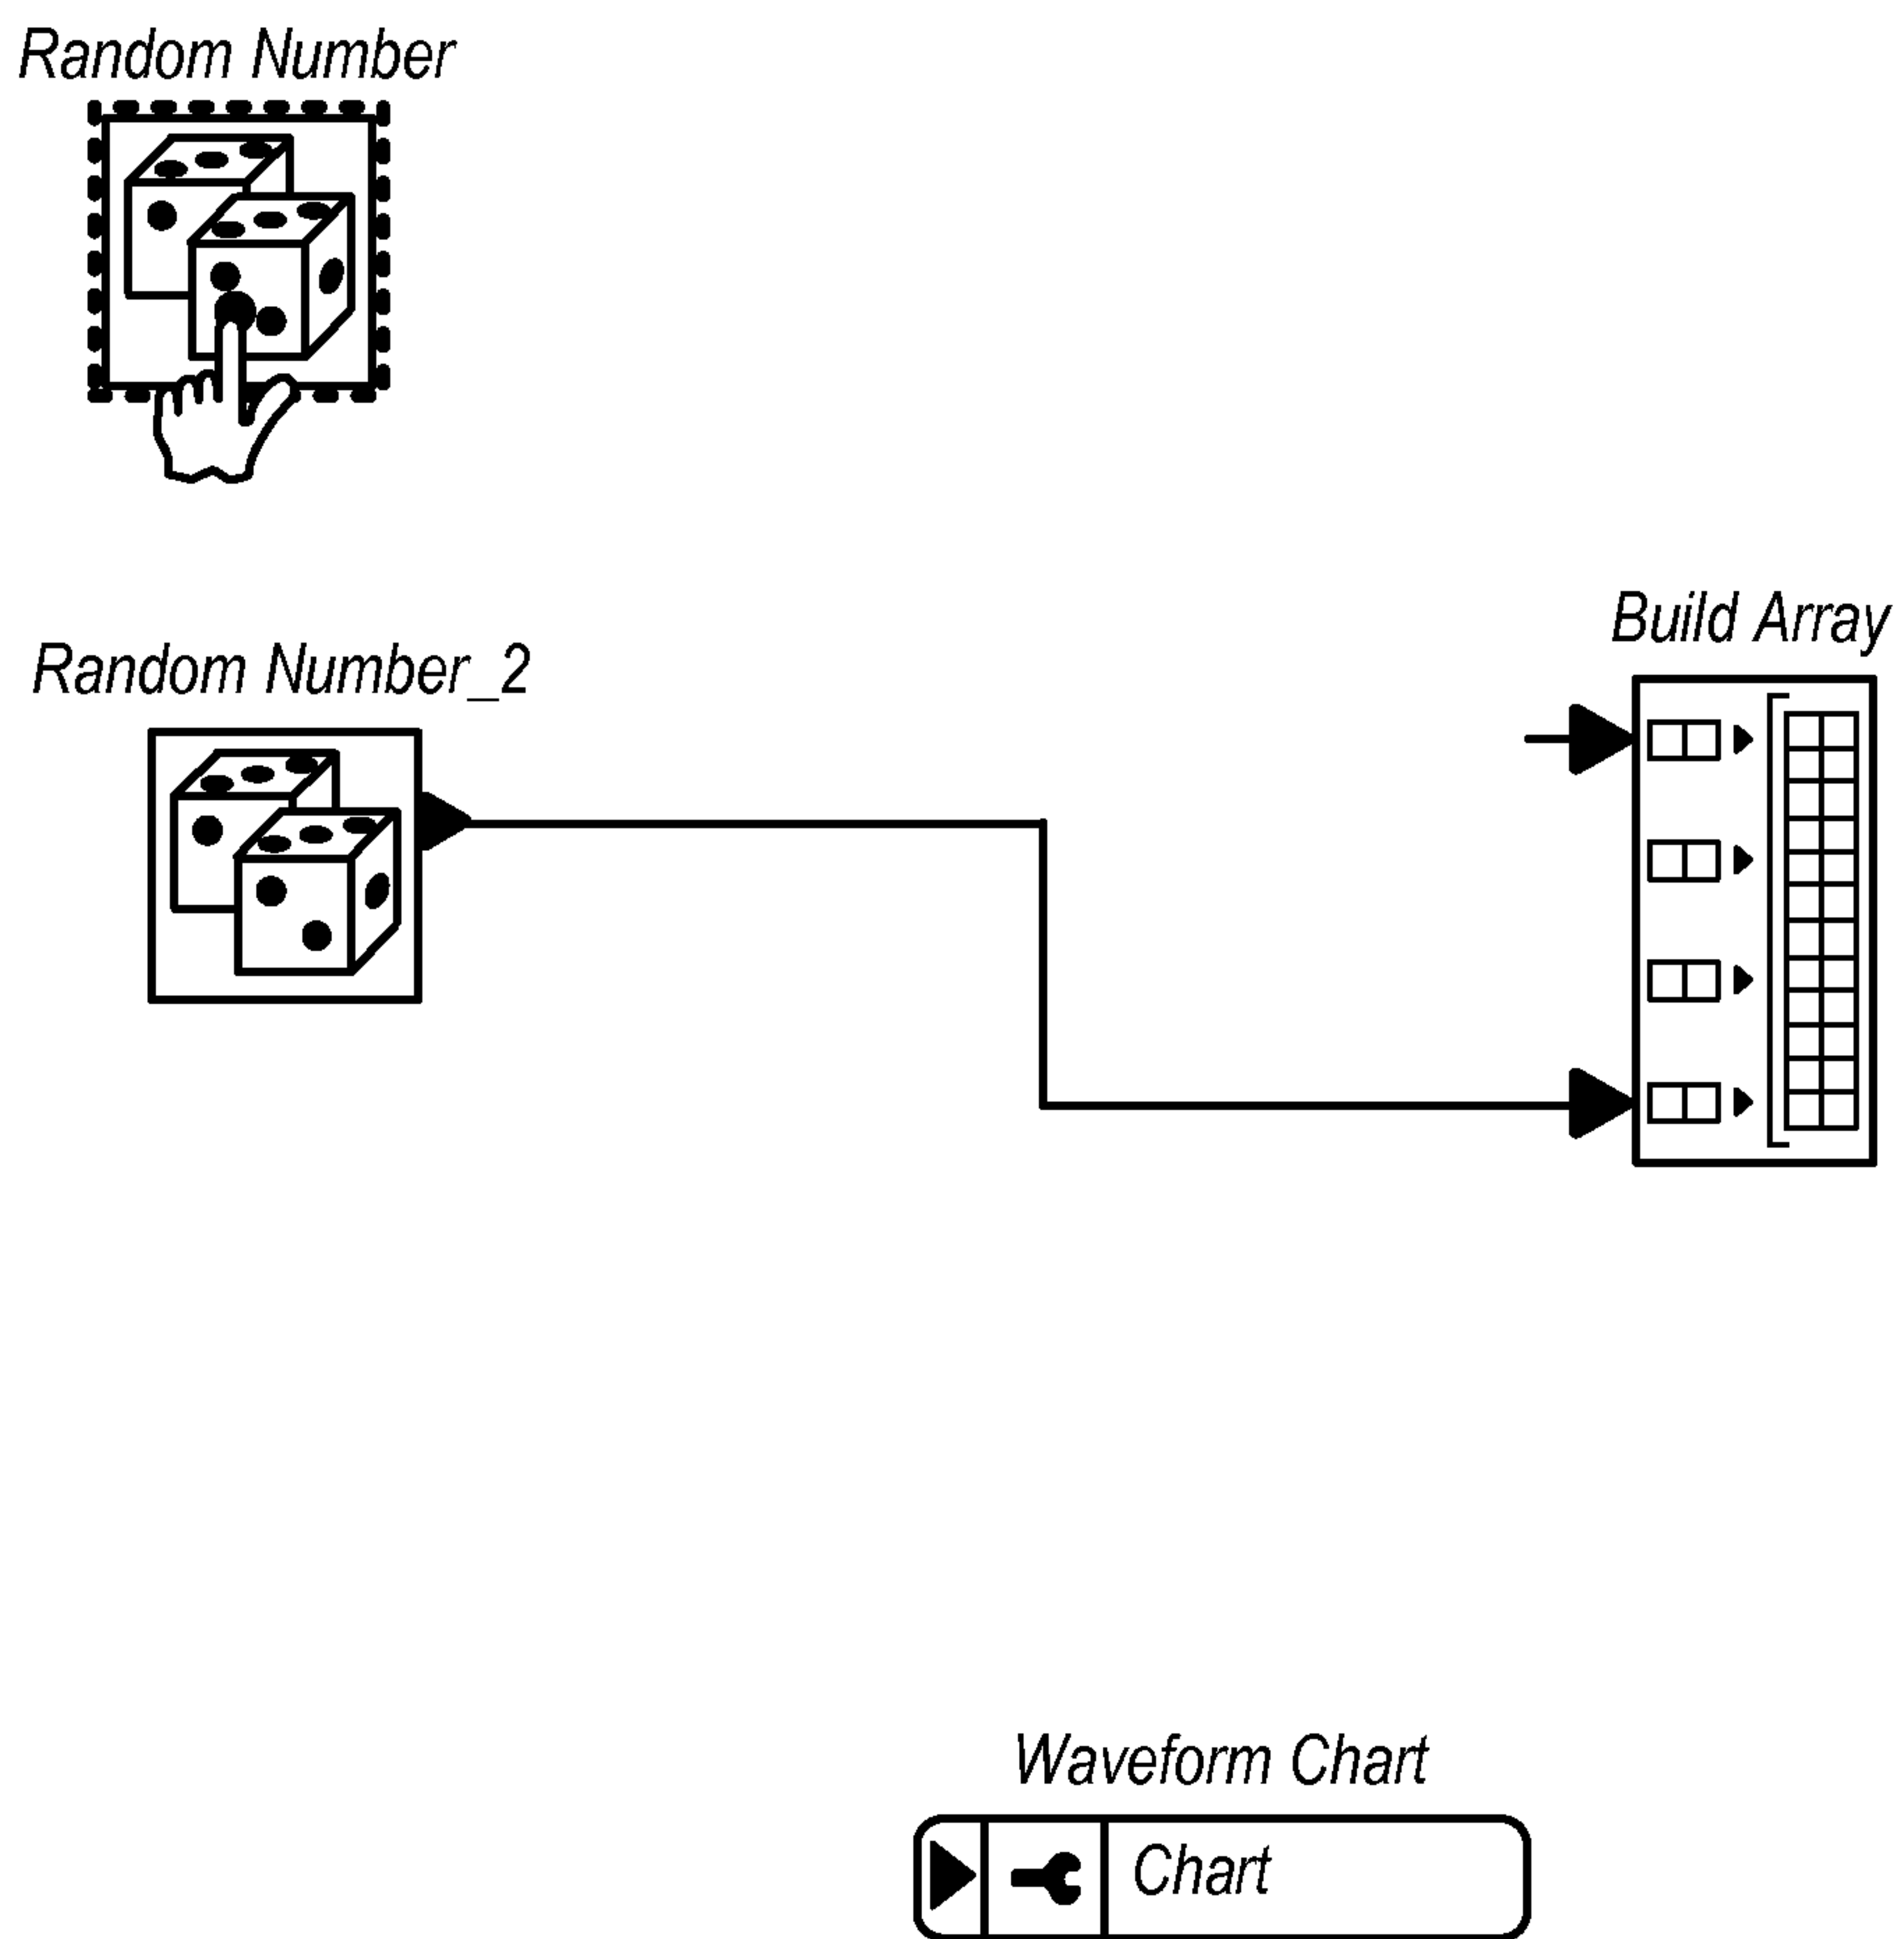 Random Number
Build Array
Random Number_2
Waveform Chart
Chart